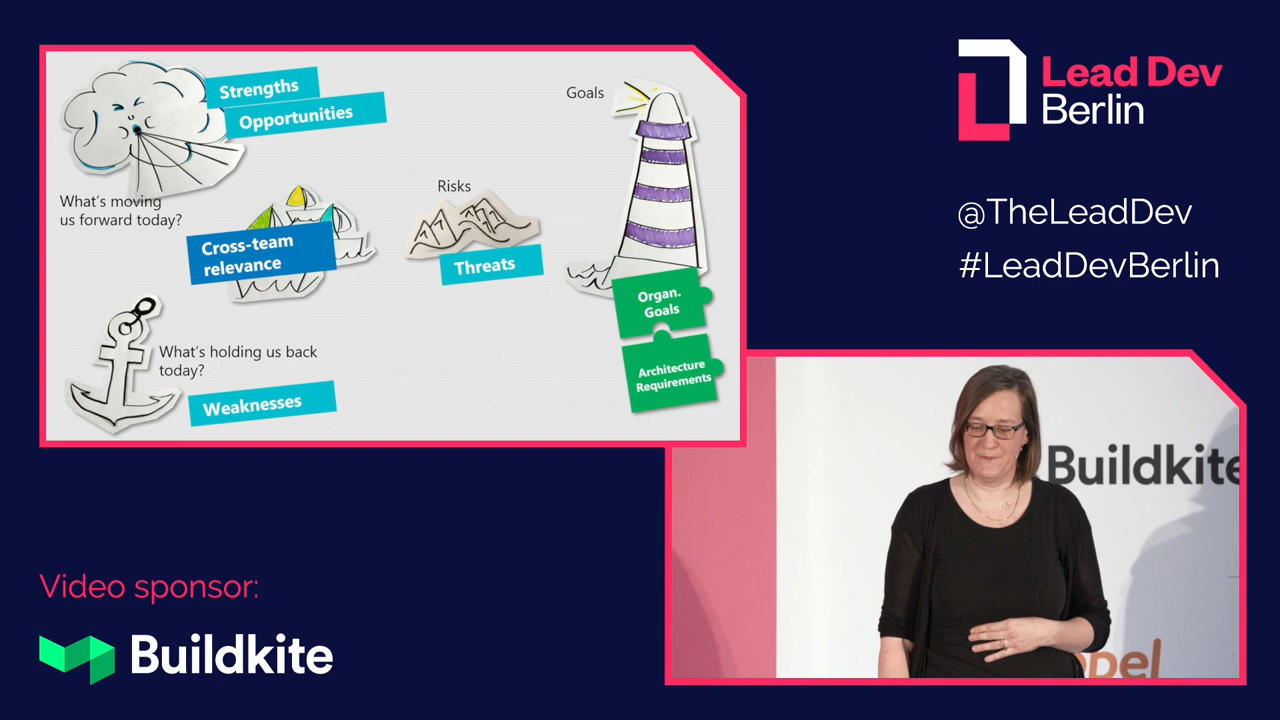 Strengths
Opportunities
Goals
What's moving
us forward today?
Risks
Cross-team
relevance
Threats
Organ.
Goals
What's holding us back
today?
Architecture
Requirements
Weaknesses
Lead Dev
Berlin
@TheLeadDev
#LeadDevBerlin
Buildkite
Video sponsor:
Buildkite